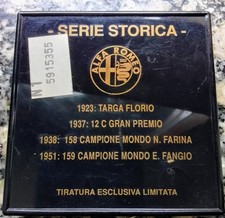 - SERIE STORICA -
ALFA ROMEO
N° 5915355
1923: TARGA FLORIO
1937: 12 C GRAN PREMIO
1938: 158 CAMPIONE MONDO N. FARINA
1951: 159 CAMPIONE MONDO E. FANGIO
TIRATURA ESCLUSIVA LIMITATA